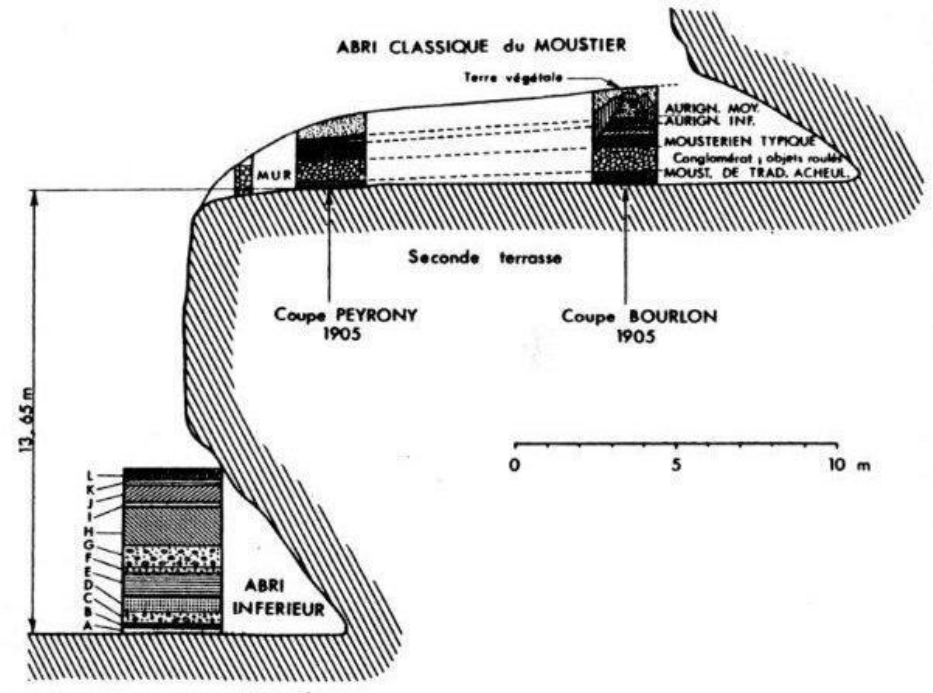 ABRI CLASSIQUE du MOUSTIER
Terre végétale
AURIGN. MOY.
AURIGN. INF.
MOUSTERIEN TYPIQUE
Conglomérat ; objets roulés
MOUST. DE TRAD. ACHEUL.
MUR
Seconde terrasse
Coupe PEYRONY
1905
Coupe BOURLON
1905
13,65 m
0 5 10 m
L
K
J
I
H
G
F
E
D
C
B
A
ABRI
INFERIEUR